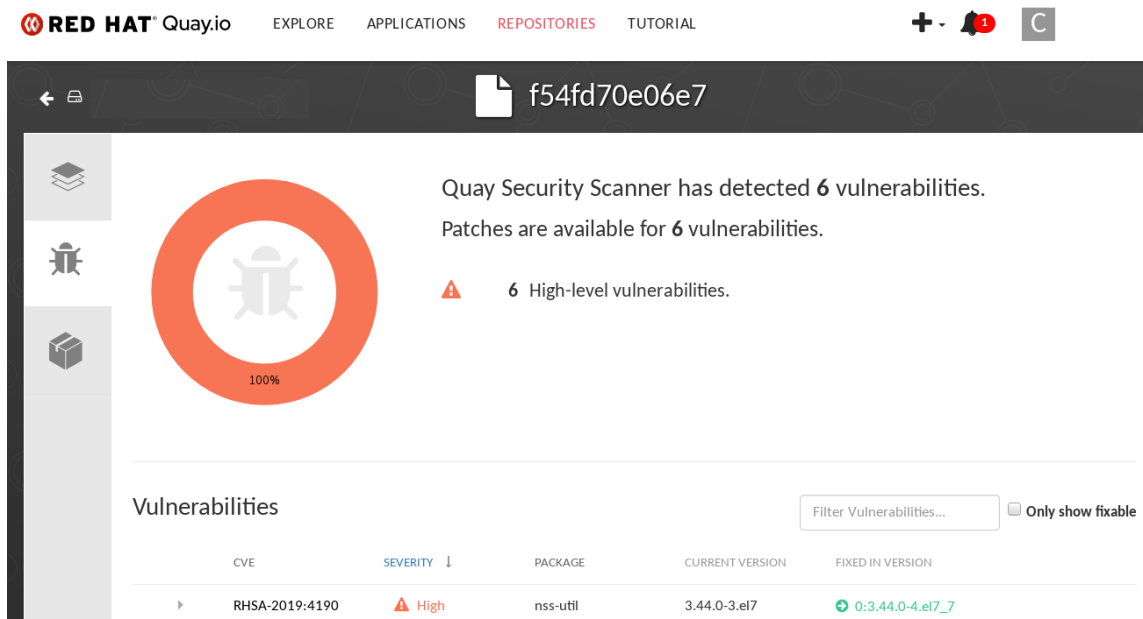 RED HAT® Quay.io EXPLORE APPLICATIONS REPOSITORIES TUTORIAL 1 C
f54fd70e06e7
Quay Security Scanner has detected 6 vulnerabilities.
Patches are available for 6 vulnerabilities.
6 High-level vulnerabilities.
100%
Vulnerabilities Filter Vulnerabilities... Only show fixable
CVE SEVERITY ↓ PACKAGE CURRENT VERSION FIXED IN VERSION
RHSA-2019:4190 High nss-util 3.44.0-3.el7 0:3.44.0-4.el7_7